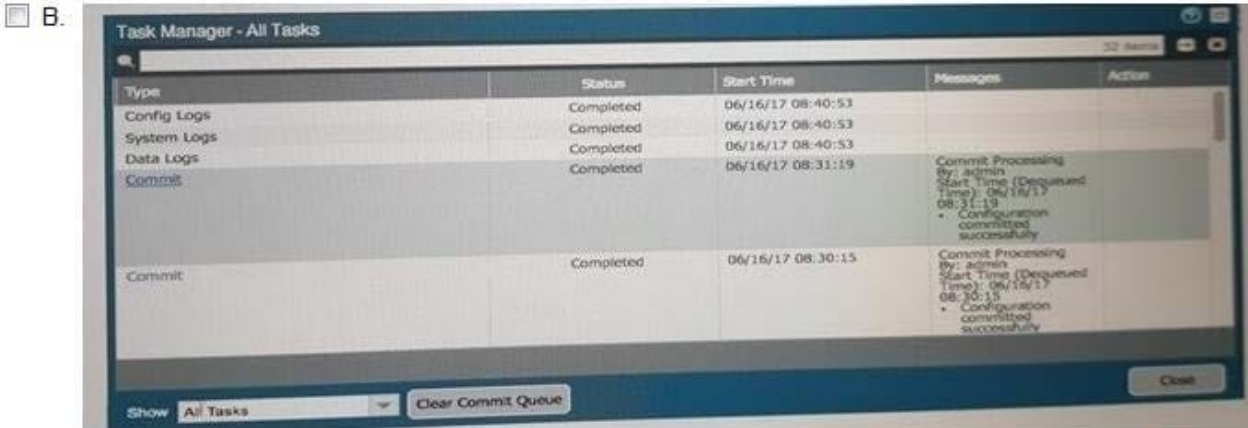 B.
Task Manager - All Tasks
32 items
Type Status Start Time Messages Action
Config Logs Completed 06/16/17 08:40:53
System Logs Completed 06/16/17 08:40:53
Data Logs Completed 06/16/17 08:40:53
Commit Completed 06/16/17 08:31:19 Commit Processing
By: admin
Start Time (Dequeued
Time): 06/16/17
08:31:19
• Configuration
committed
successfully
Commit Completed 06/16/17 08:30:15 Commit Processing
By: admin
Start Time (Dequeued
Time): 06/16/17
08:30:15
• Configuration
committed
successfully
Close
Show All Tasks Clear Commit Queue